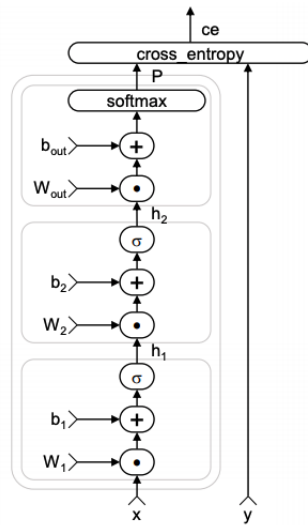 ce
cross_entropy
P
softmax
b_out
+
W_out
•
h_2
σ
b_2
+
W_2
•
h_1
σ
b_1
+
W_1
•
x y